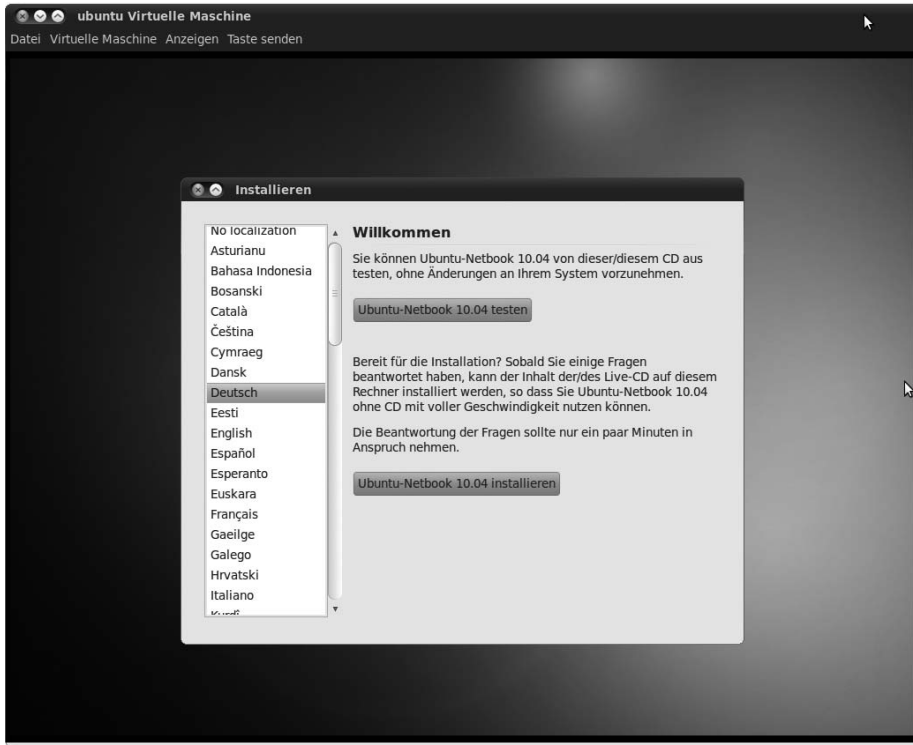 ubuntu Virtuelle Maschine
Datei Virtuelle Maschine Anzeigen Taste senden
Installieren
No localization
Asturianu
Bahasa Indonesia
Bosanski
Català
Čeština
Cymraeg
Dansk
Deutsch
Eesti
English
Español
Esperanto
Euskara
Français
Gaeilge
Galego
Hrvatski
Italiano
Kurdî
Willkommen
Sie können Ubuntu-Netbook 10.04 von dieser/diesem CD aus
testen, ohne Änderungen an Ihrem System vorzunehmen.
Ubuntu-Netbook 10.04 testen
Bereit für die Installation? Sobald Sie einige Fragen
beantwortet haben, kann der Inhalt der/des Live-CD auf diesem
Rechner installiert werden, so dass Sie Ubuntu-Netbook 10.04
ohne CD mit voller Geschwindigkeit nutzen können.
Die Beantwortung der Fragen sollte nur ein paar Minuten in
Anspruch nehmen.
Ubuntu-Netbook 10.04 installieren